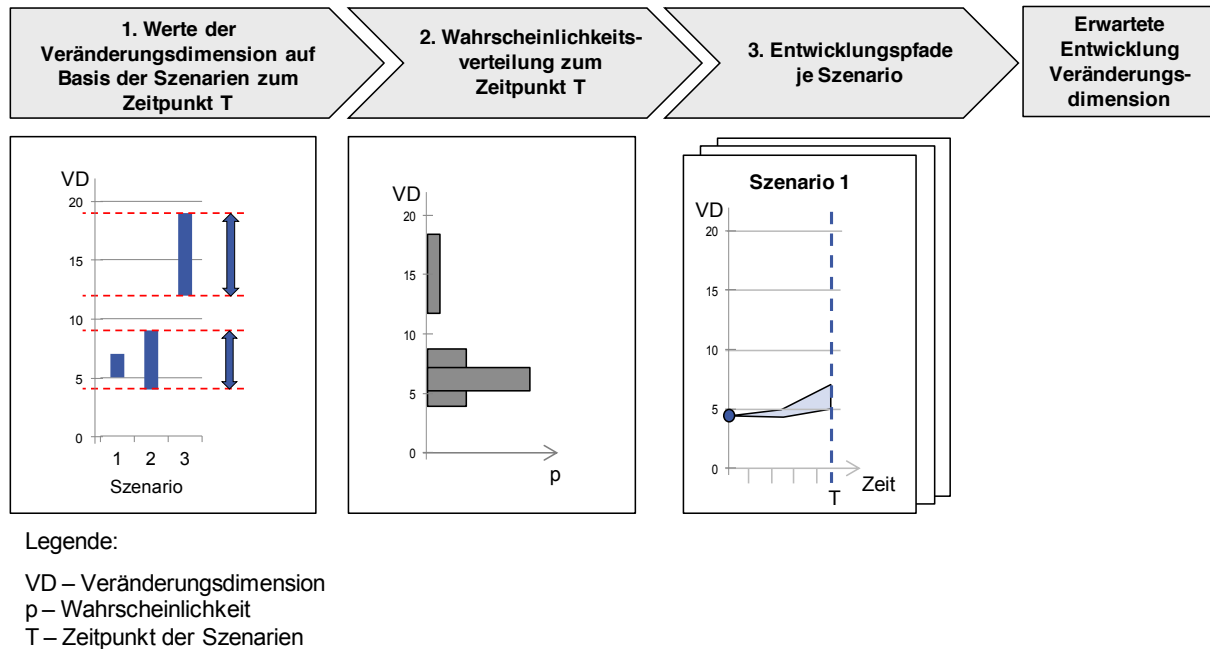 1. Werte der
Veränderungsdimension auf
Basis der Szenarien zum
Zeitpunkt T
2. Wahrscheinlichkeits-
verteilung zum
Zeitpunkt T
3. Entwicklungspfade
je Szenario
Erwartete
Entwicklung
Veränderungs-
dimension
VD
20
15
10
5
0
1 2 3
Szenario
VD
20
15
10
5
0
p
Szenario 1
VD
20
15
10
5
0
T
Zeit
Legende:
VD – Veränderungsdimension
p – Wahrscheinlichkeit
T – Zeitpunkt der Szenarien